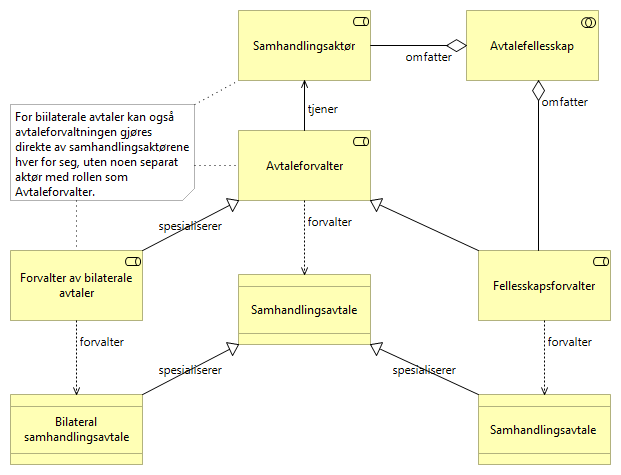 Samhandlingsaktør
omfatter
Avtalefellesskap
omfatter
tjener
For biilaterale avtaler kan også
avtaleforvaltningen gjøres
direkte av samhandlingsaktørene
hver for seg, uten noen separat
aktør med rollen som
Avtaleforvalter.
Avtaleforvalter
spesialiserer
forvalter
Forvalter av bilaterale
avtaler
Samhandlingsavtale
Fellesskapsforvalter
forvalter
forvalter
spesialiserer
spesialiserer
Bilateral
samhandlingsavtale
Samhandlingsavtale